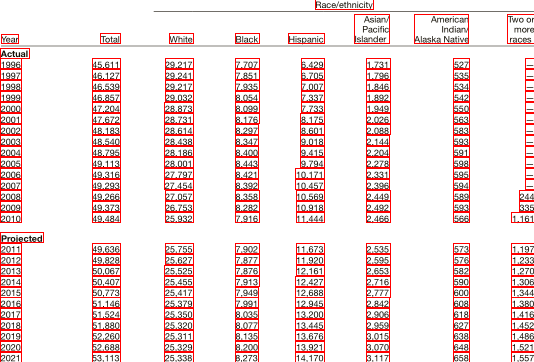 Race/ethnicity
Asian/ American Two or
Pacific Indian/ more
Year Total White Black Hispanic Islander Alaska Native races
Actual
1996 45,611 29,217 7,707 6,429 1,731 527 —
1997 46,127 29,241 7,851 6,705 1,796 535 —
1998 46,539 29,217 7,935 7,007 1,846 534 —
1999 46,857 29,032 8,054 7,337 1,892 542 —
2000 47,204 28,873 8,099 7,733 1,949 550 —
2001 47,672 28,731 8,176 8,175 2,026 563 —
2002 48,183 28,614 8,297 8,601 2,088 583 —
2003 48,540 28,438 8,347 9,018 2,144 593 —
2004 48,795 28,186 8,400 9,415 2,204 591 —
2005 49,113 28,001 8,443 9,794 2,278 598 —
2006 49,316 27,797 8,421 10,171 2,331 595 —
2007 49,293 27,454 8,392 10,457 2,396 594 —
2008 49,266 27,057 8,358 10,569 2,449 589 244
2009 49,373 26,753 8,282 10,918 2,492 593 335
2010 49,484 25,932 7,916 11,444 2,466 566 1,161
Projected
2011 49,636 25,755 7,902 11,673 2,535 573 1,197
2012 49,828 25,627 7,877 11,920 2,595 576 1,233
2013 50,067 25,525 7,876 12,161 2,653 582 1,270
2014 50,407 25,455 7,913 12,427 2,716 590 1,306
2015 50,773 25,417 7,949 12,688 2,777 600 1,344
2016 51,146 25,379 7,991 12,945 2,842 608 1,380
2017 51,524 25,350 8,035 13,200 2,906 618 1,416
2018 51,880 25,320 8,077 13,445 2,959 627 1,452
2019 52,260 25,311 8,135 13,676 3,015 638 1,486
2020 52,688 25,329 8,200 13,921 3,070 648 1,521
2021 53,113 25,338 8,273 14,170 3,117 658 1,557